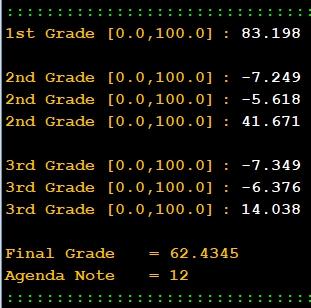 1st Grade [0.0,100.0] : 83.198
2nd Grade [0.0,100.0] : -7.249
2nd Grade [0.0,100.0] : -5.618
2nd Grade [0.0,100.0] : 41.671
3rd Grade [0.0,100.0] : -7.349
3rd Grade [0.0,100.0] : -6.376
3rd Grade [0.0,100.0] : 14.038
Final Grade = 62.4345
Agenda Note = 12